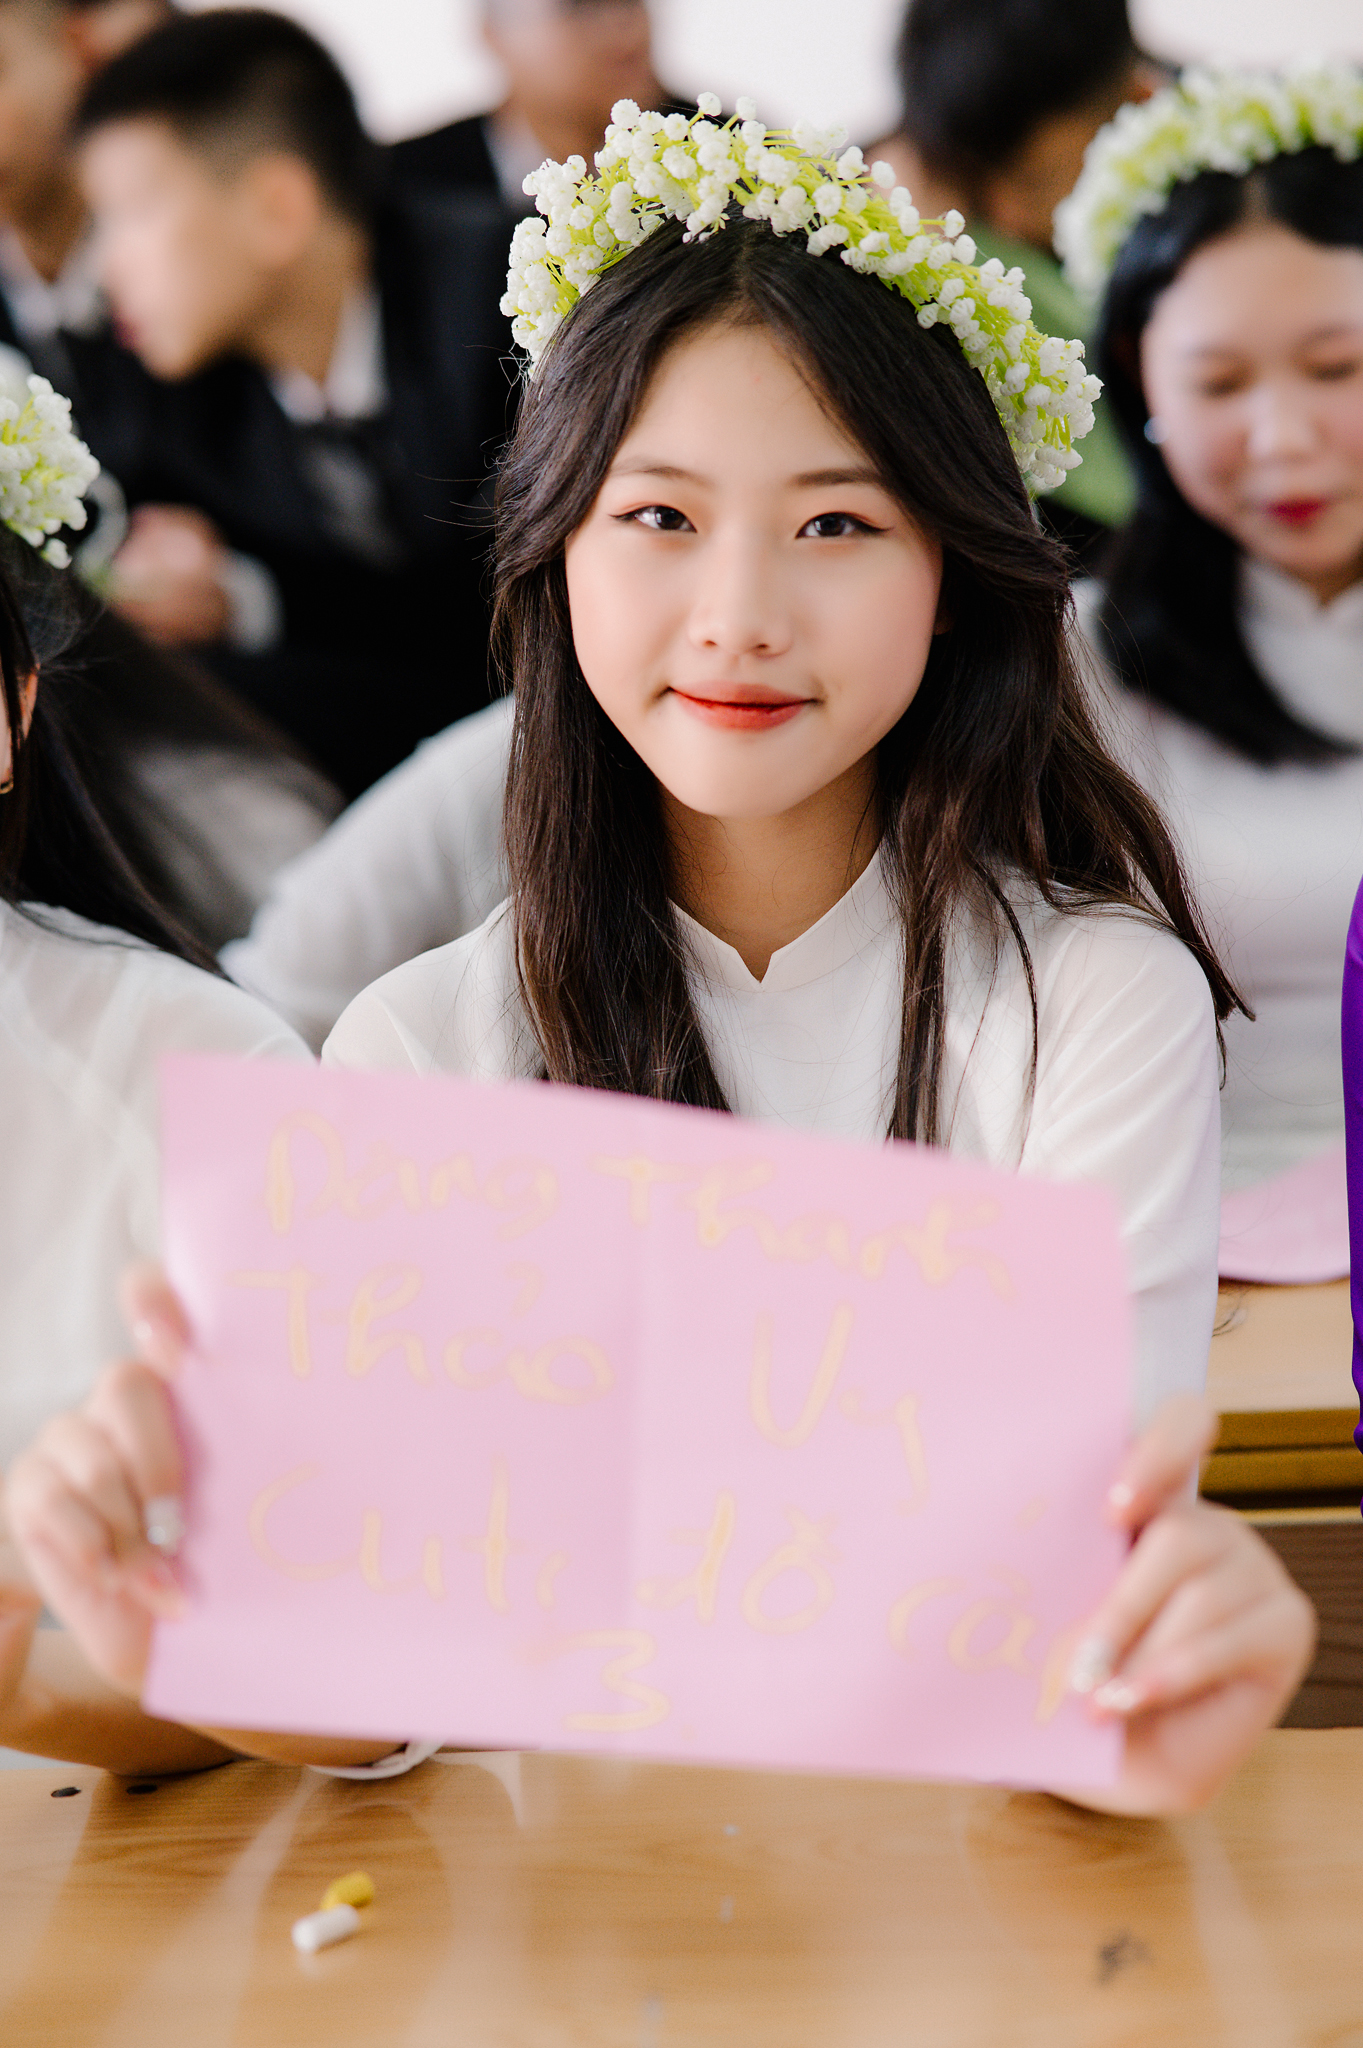 Đặng Thanh
Thảo Vy
Cute đỗ cấp
3